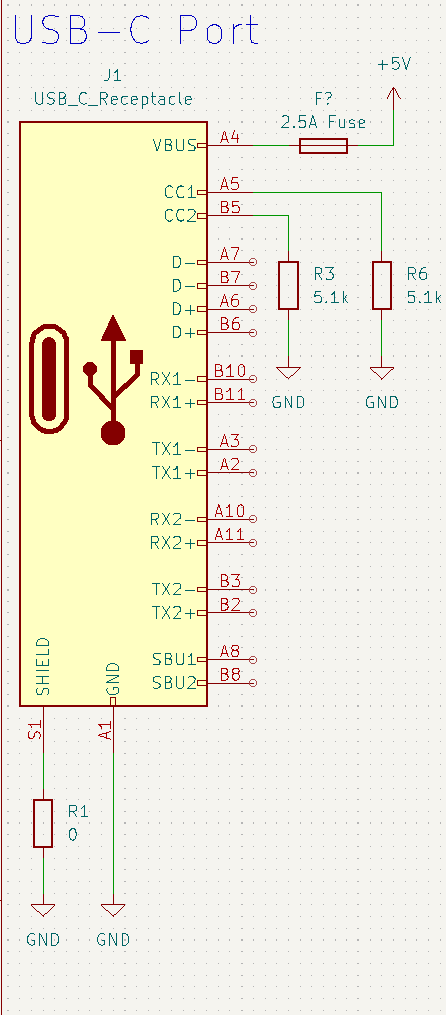 USB-C Port
J1
USB_C_Receptacle
+5V
F?
2.5A Fuse
VBUS A4
CC1 A5
CC2 B5
D- A7
D- B7
D+ A6
D+ B6
R3
5.1k
R6
5.1k
RX1- B10
RX1+ B11
GND
GND
TX1- A3
TX1+ A2
RX2- A10
RX2+ A11
TX2- B3
TX2+ B2
SBU1 A8
SBU2 B8
SHIELD
GND
S1
A1
R1
0
GND
GND